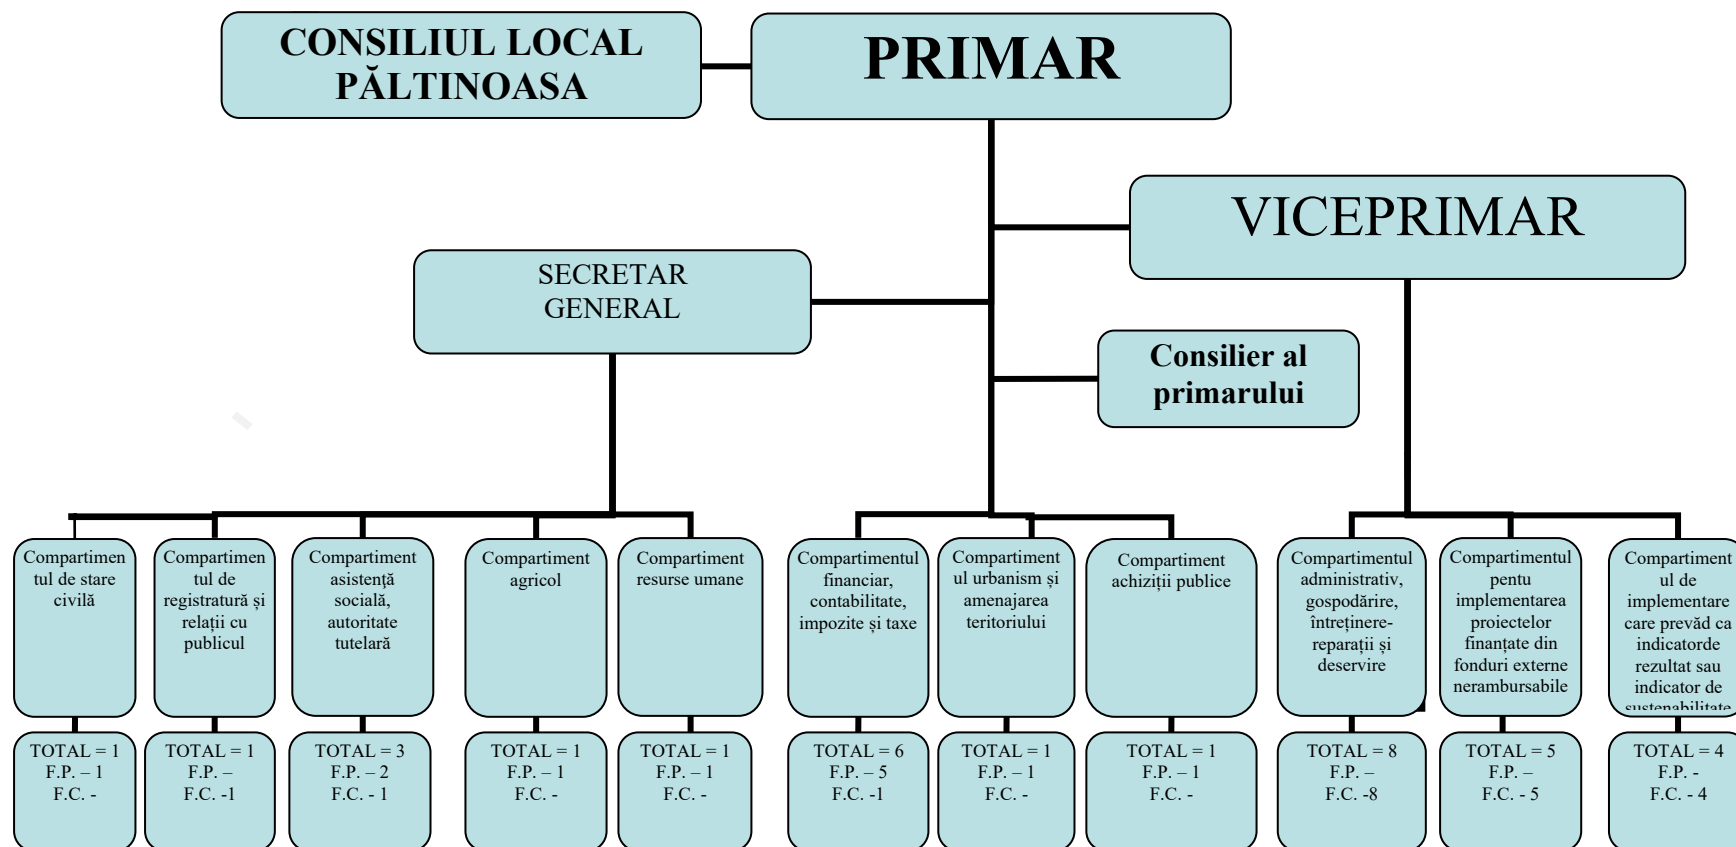 CONSILIUL LOCAL
PĂLTINOASA
PRIMAR
VICEPRIMAR
SECRETAR
GENERAL
Consilier al
primarului
Compartimen
tul de stare
civilă
Compartimen
tul de
registratură și
relații cu
publicul
Compartiment
asistență
socială,
autoritate
tutelară
Compartiment
agricol
Compartiment
resurse umane
Compartimentul
financiar,
contabilitate,
impozite și taxe
Compartiment
ul urbanism și
amenajarea
teritoriului
Compartiment
achiziții publice
Compartimentul
administrativ,
gospodărire,
întreținere-
reparații și
deservire
Compartimentul
pentu
implementarea
proiectelor
finanțate din
fonduri externe
nerambursabile
Compartiment
ul de
implementare
care prevăd ca
indicatorde
rezultat sau
indicator de
sustenabilitate
TOTAL = 1
F.P. – 1
F.C. -
TOTAL = 1
F.P. –
F.C. -1
TOTAL = 3
F.P. – 2
F.C. - 1
TOTAL = 1
F.P. – 1
F.C. -
TOTAL = 1
F.P. – 1
F.C. -
TOTAL = 6
F.P. – 5
F.C. -1
TOTAL = 1
F.P. – 1
F.C. -
TOTAL = 1
F.P. – 1
F.C. -
TOTAL = 8
F.P. –
F.C. -8
TOTAL = 5
F.P. –
F.C. - 5
TOTAL = 4
F.P. -
F.C. - 4